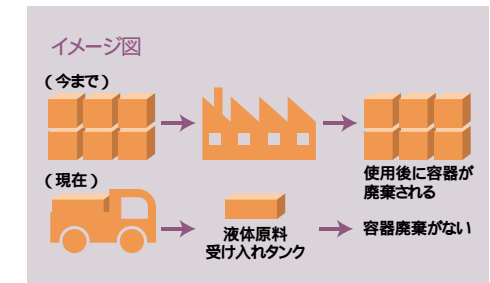 イメージ図
(今まで)
使用後に容器が
廃棄される
(現在)
液体原料
受け入れタンク
容器廃棄がない